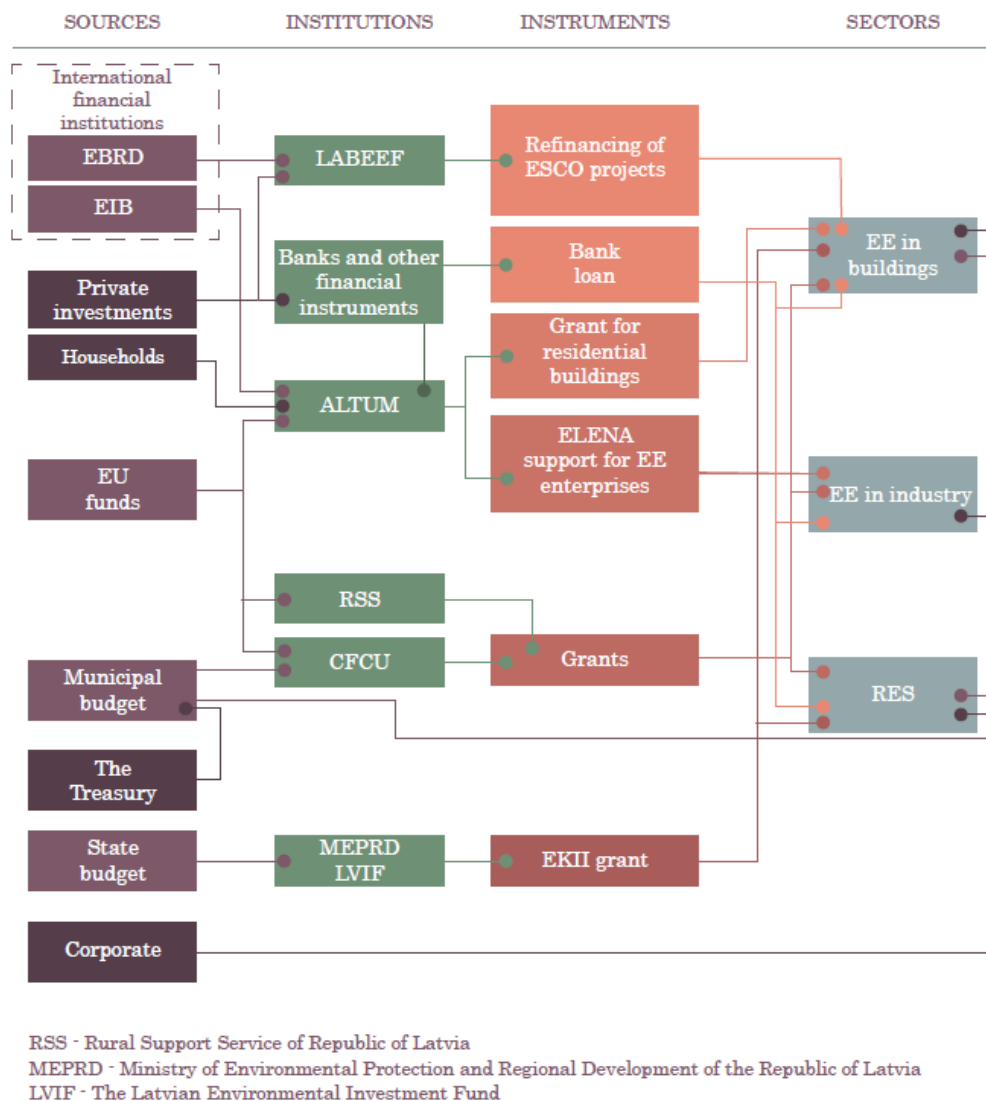 SOURCES
INSTITUTIONS
INSTRUMENTS
SECTORS
International
financial
institutions
EBRD
EIB
Private
investments
Households
EU
funds
Municipal
budget
The
Treasury
State
budget
Corporate
LABEEF
Banks and other
financial
instruments
ALTUM
RSS
CFCU
MEPRD
LVIF
Refinancing of
ESCO projects
Bank
loan
Grant for
residential
buildings
ELENA
support for EE
enterprises
Grants
EKII grant
EE in
buildings
EE in industry
RES
RSS - Rural Support Service of Republic of Latvia
MEPRD - Ministry of Environmental Protection and Regional Development of the Republic of Latvia
LVIF - The Latvian Environmental Investment Fund